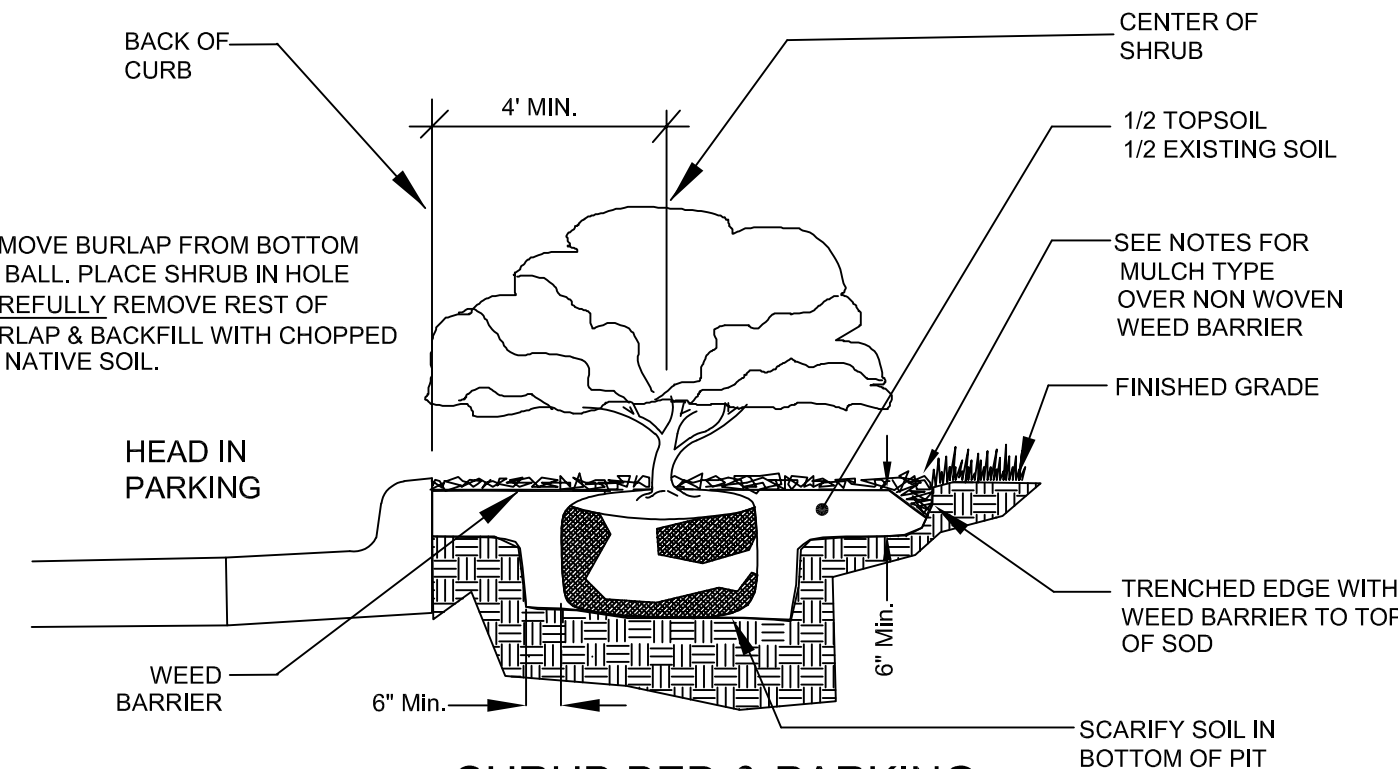 BACK OF
CURB
4' MIN.
CENTER OF
SHRUB
1/2 TOPSOIL
1/2 EXISTING SOIL
MOVE BURLAP FROM BOTTOM
BALL. PLACE SHRUB IN HOLE
REFULLY REMOVE REST OF
RLAP & BACKFILL WITH CHOPPED
NATIVE SOIL.
SEE NOTES FOR
MULCH TYPE
OVER NON WOVEN
WEED BARRIER
FINISHED GRADE
HEAD IN
PARKING
TRENCHED EDGE WITH
WEED BARRIER TO TOP
OF SOD
WEED
BARRIER
6" Min.
6" Min.
SCARIFY SOIL IN
BOTTOM OF PIT
SHRUB BED & PARKING